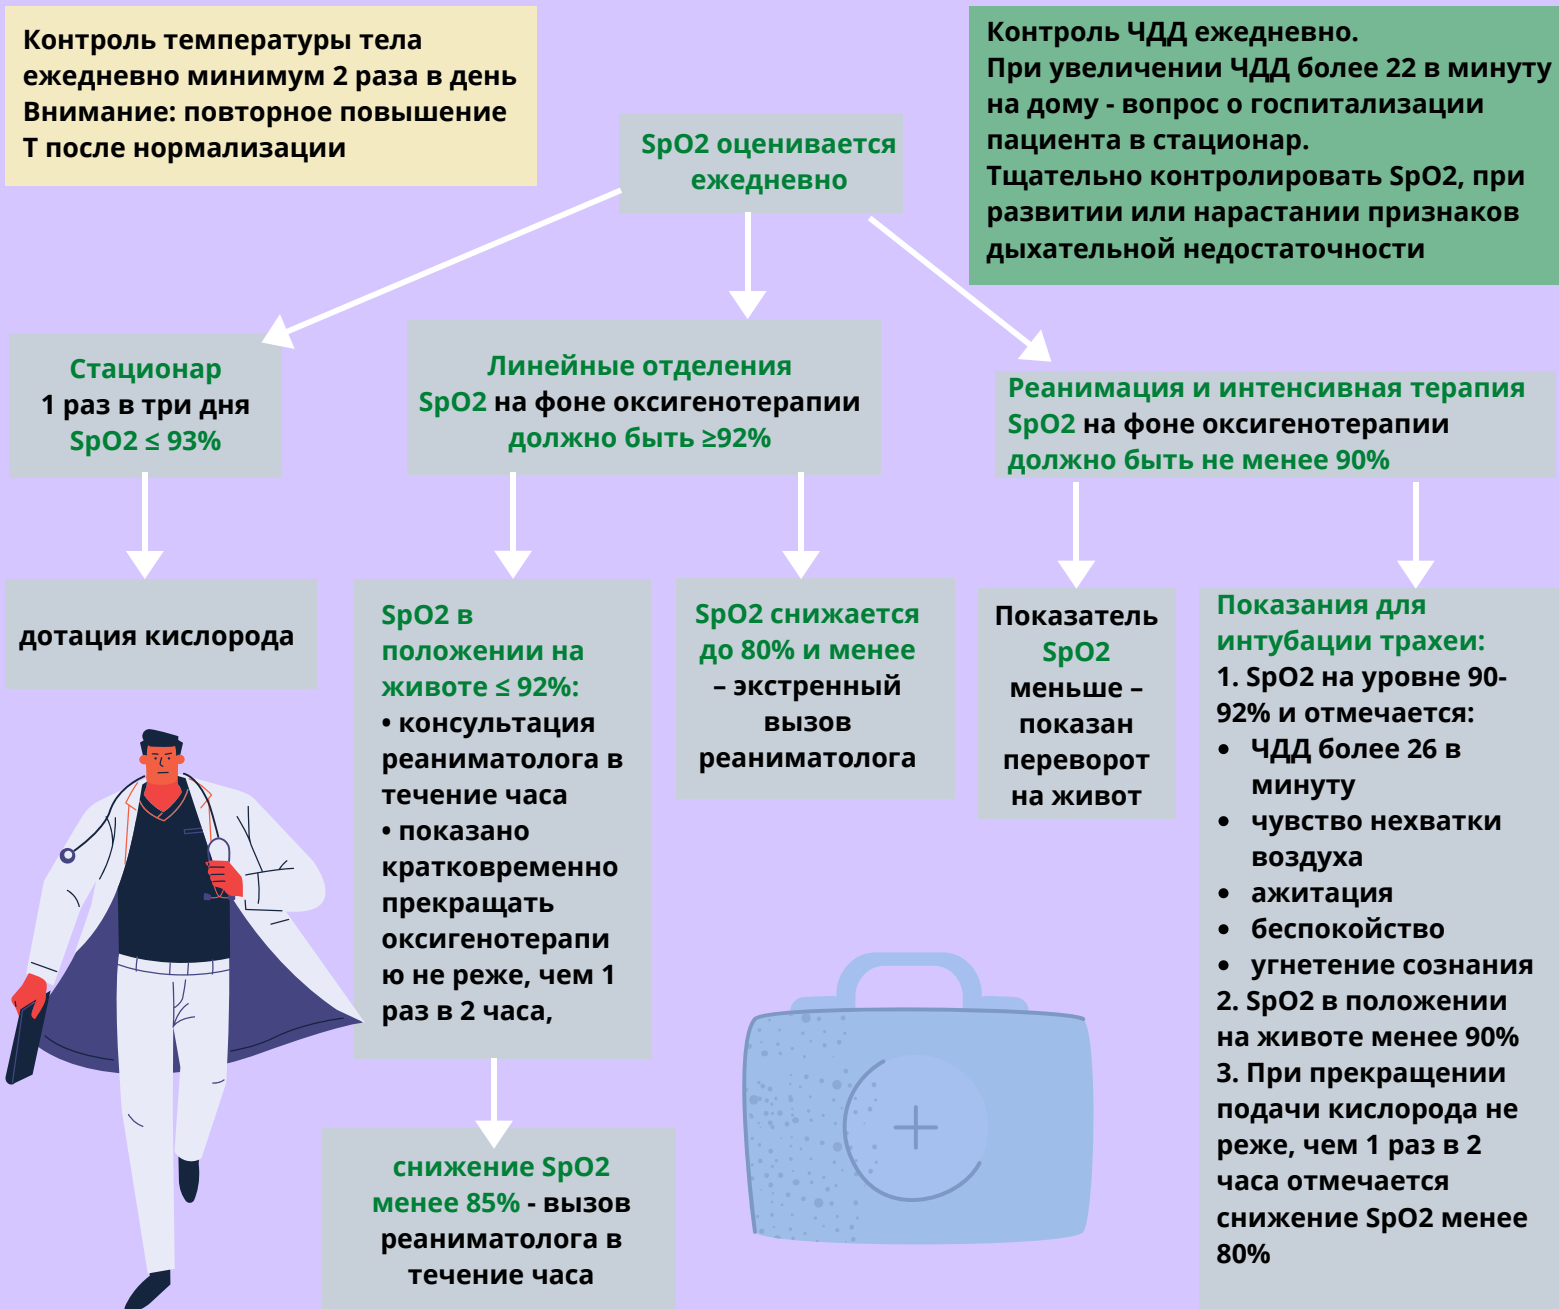 Контроль температуры тела
ежедневно минимум 2 раза в день
Внимание: повторное повышение
Т после нормализации
Контроль ЧДД ежедневно.
При увеличении ЧДД более 22 в минуту
на дому - вопрос о госпитализации
пациента в стационар.
Тщательно контролировать SpO2, при
развитии или нарастании признаков
дыхательной недостаточности
SpO2 оценивается
ежедневно
Стационар
1 раз в три дня
SpO2 ≤ 93%
Линейные отделения
SpO2 на фоне оксигенотерапии
должно быть ≥92%
Реанимация и интенсивная терапия
SpO2 на фоне оксигенотерапии
должно быть не менее 90%
дотация кислорода
SpO2 в
положении на
животе ≤ 92%:
• консультация
реаниматолога в
течение часа
• показано
кратковременно
прекращать
оксигенотерапи
ю не реже, чем 1
раз в 2 часа,
SpO2 снижается
до 80% и менее
– экстренный
вызов
реаниматолога
Показатель
SpO2
меньше –
показан
переворот
на живот
Показания для
интубации трахеи:
1. SpO2 на уровне 90-
92% и отмечается:
• ЧДД более 26 в
минуту
• чувство нехватки
воздуха
• ажитация
• беспокойство
• угнетение сознания
2. SpO2 в положении
на животе менее 90%
3. При прекращении
подачи кислорода не
реже, чем 1 раз в 2
часа отмечается
снижение SpO2 менее
80%
снижение SpO2
менее 85% - вызов
реаниматолога в
течение часа